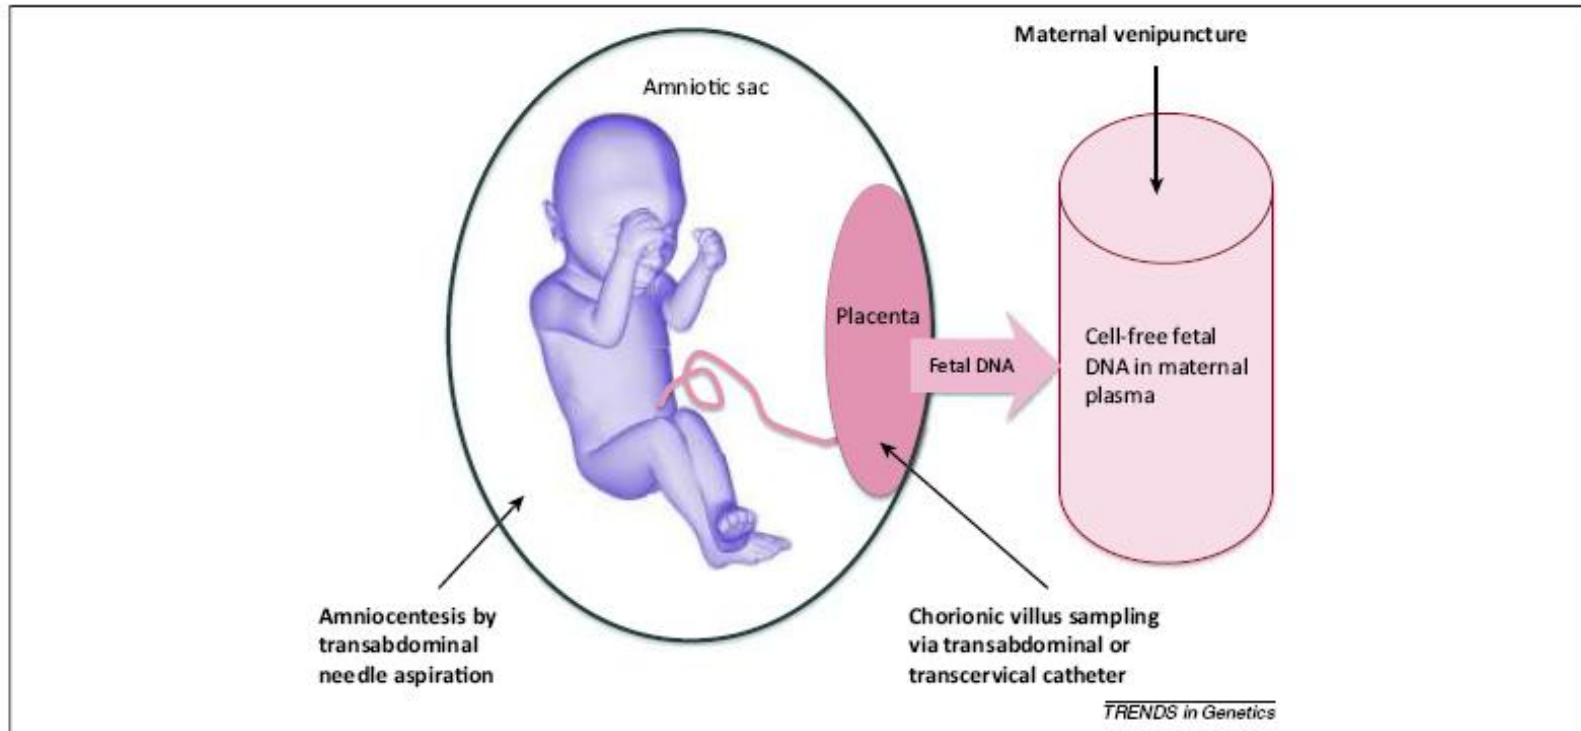 Maternal venipuncture
Amniotic sac
Placenta
Fetal DNA
Cell-free fetal
DNA in maternal
plasma
Amniocentesis by
transabdominal
needle aspiration
Chorionic villus sampling
via transabdominal or
transcervical catheter
TRENDS in Genetics